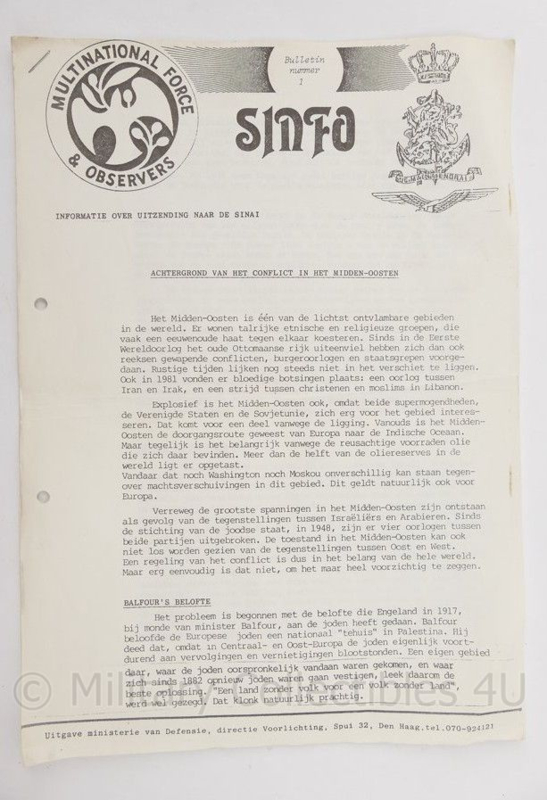 MULTINATIONAL FORCE
& OBSERVERS
Bulletin
nummer
1
SINFO
INFORMATIE OVER UITZENDING NAAR DE SINAI
ACHTERGROND VAN HET CONFLICT IN HET MIDDEN-OOSTEN
Het Midden-Oosten is één van de lichtst ontvlambare gebieden
in de wereld. Er wonen talrijke etnische en religieuze groepen, die
vaak een eeuwenoude haat tegen elkaar koesteren. Sinds in de Eerste
Wereldoorlog het oude Ottomaanse rijk uiteenviel hebben zich dan ook
reeksen gewapende conflicten, burgeroorlogen en staatsgrepen voorge-
daan. Rustige tijden lijken nog steeds niet in het verschiet te liggen.
Ook in 1981 vonden er bloedige botsingen plaats: een oorlog tussen
Iran en Irak, en een strijd tussen christenen en moslims in Libanon.
Explosief is het Midden-Oosten ook, omdat beide supermogendheden,
de Verenigde Staten en de Sovjetunie, zich erg voor het gebied interes-
seren. Dat komt voor een deel vanwege de ligging. Vanouds is het Midden-
Oosten de doorgangsroute geweest van Europa naar de Indische Oceaan.
Maar tegelijk is het belangrijk vanwege de reusachtige voorraden olie
die zich daar bevinden. Meer dan de helft van de oliereserves in de
wereld ligt er opgetast.
Vandaar dat noch Washington noch Moskou onverschillig kan staan tegen-
over machtsverschuivingen in dit gebied. Dit geldt natuurlijk ook voor
Europa.
Verreweg de grootste spanningen in het Midden-Oosten zijn ontstaan
als gevolg van de tegenstellingen tussen Israëliërs en Arabieren. Sinds
de stichting van de joodse staat, in 1948, zijn er vier oorlogen tussen
beide partijen uitgebroken. De toestand in het Midden-Oosten kan ook
niet los worden gezien van de tegenstellingen tussen Oost en West.
Een regeling van het conflict is dus in het belang van de hele wereld.
Maar erg eenvoudig is dat niet, om het maar heel voorzichtig te zeggen.
BALFOUR'S BELOFTE
Het probleem is begonnen met de belofte die Engeland in 1917,
bij monde van minister Balfour, aan de joden heeft gedaan. Balfour
beloofde de Europese joden een nationaal "tehuis" in Palestina. Hij
deed dat, omdat in Centraal- en Oost-Europa de joden eigenlijk voort-
durend aan vervolgingen en vernietigingen blootstonden. Een eigen gebied
daar, waar de joden oorspronkelijk vandaan waren gekomen, en waar
zich sinds 1882 opnieuw joden waren gaan vestigen, leek daarom de
beste oplossing. "Een land zonder volk voor een volk zonder land",
werd wel gezegd. Dat klonk natuurlijk prachtig.
© Military Collectibles 4U
Uitgave ministerie van Defensie, directie Voorlichting, Spui 32, Den Haag.tel.070-924121